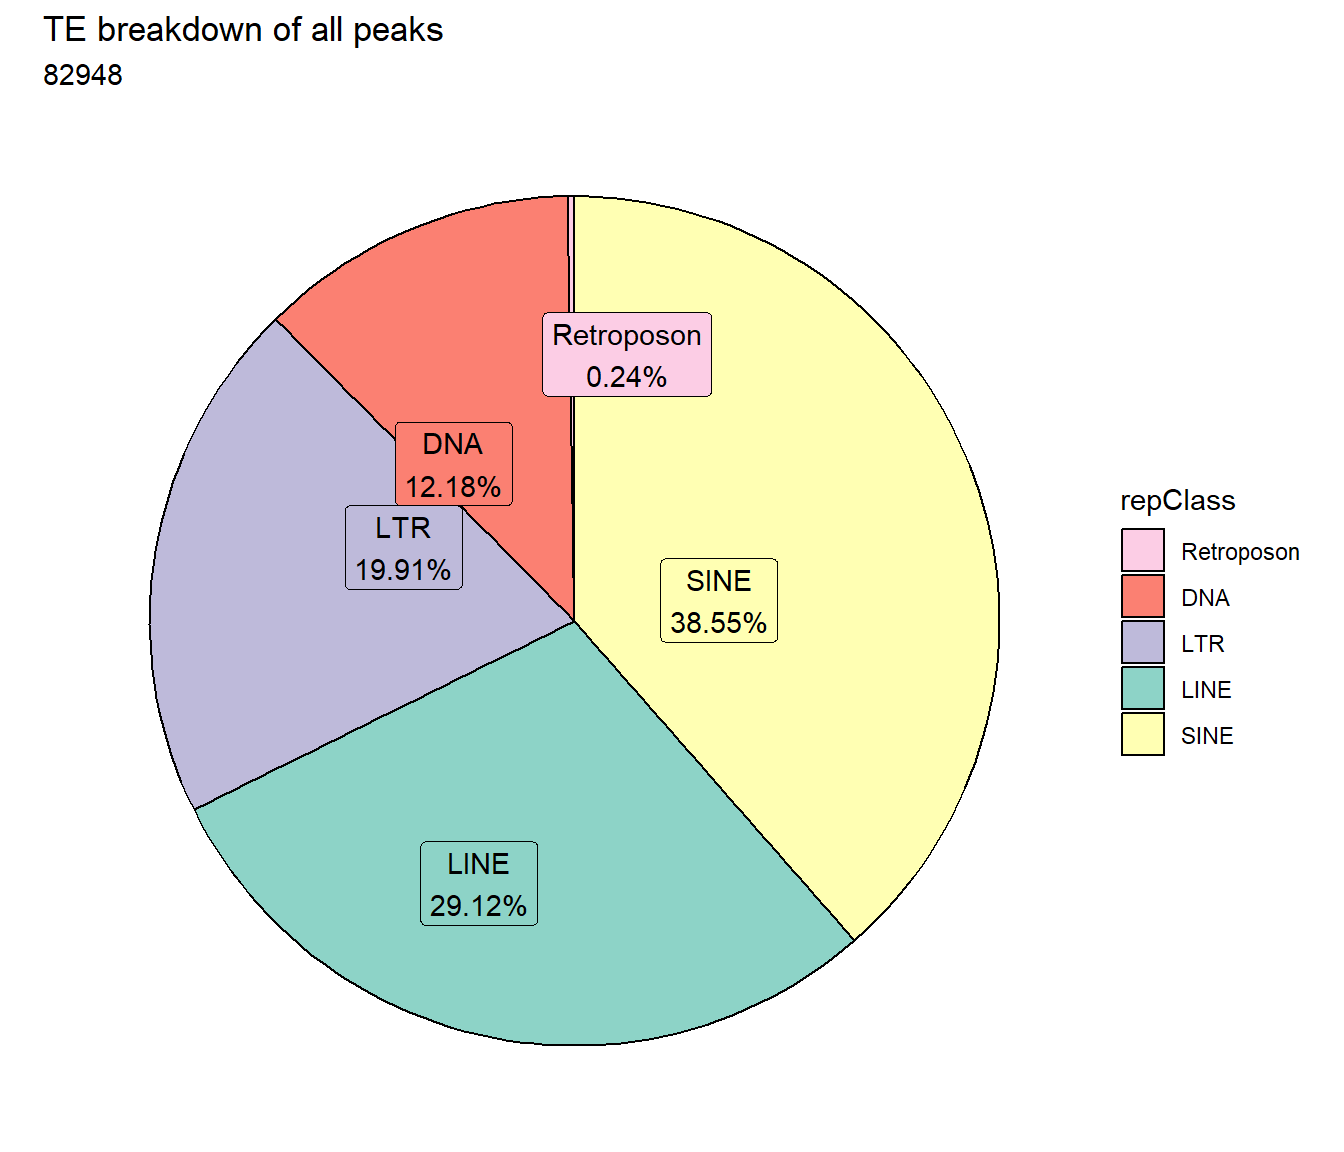 TE breakdown of all peaks
82948
Retroposon
0.24%
DNA
12.18%
LTR
19.91%
SINE
38.55%
LINE
29.12%
repClass
Retroposon
DNA
LTR
LINE
SINE